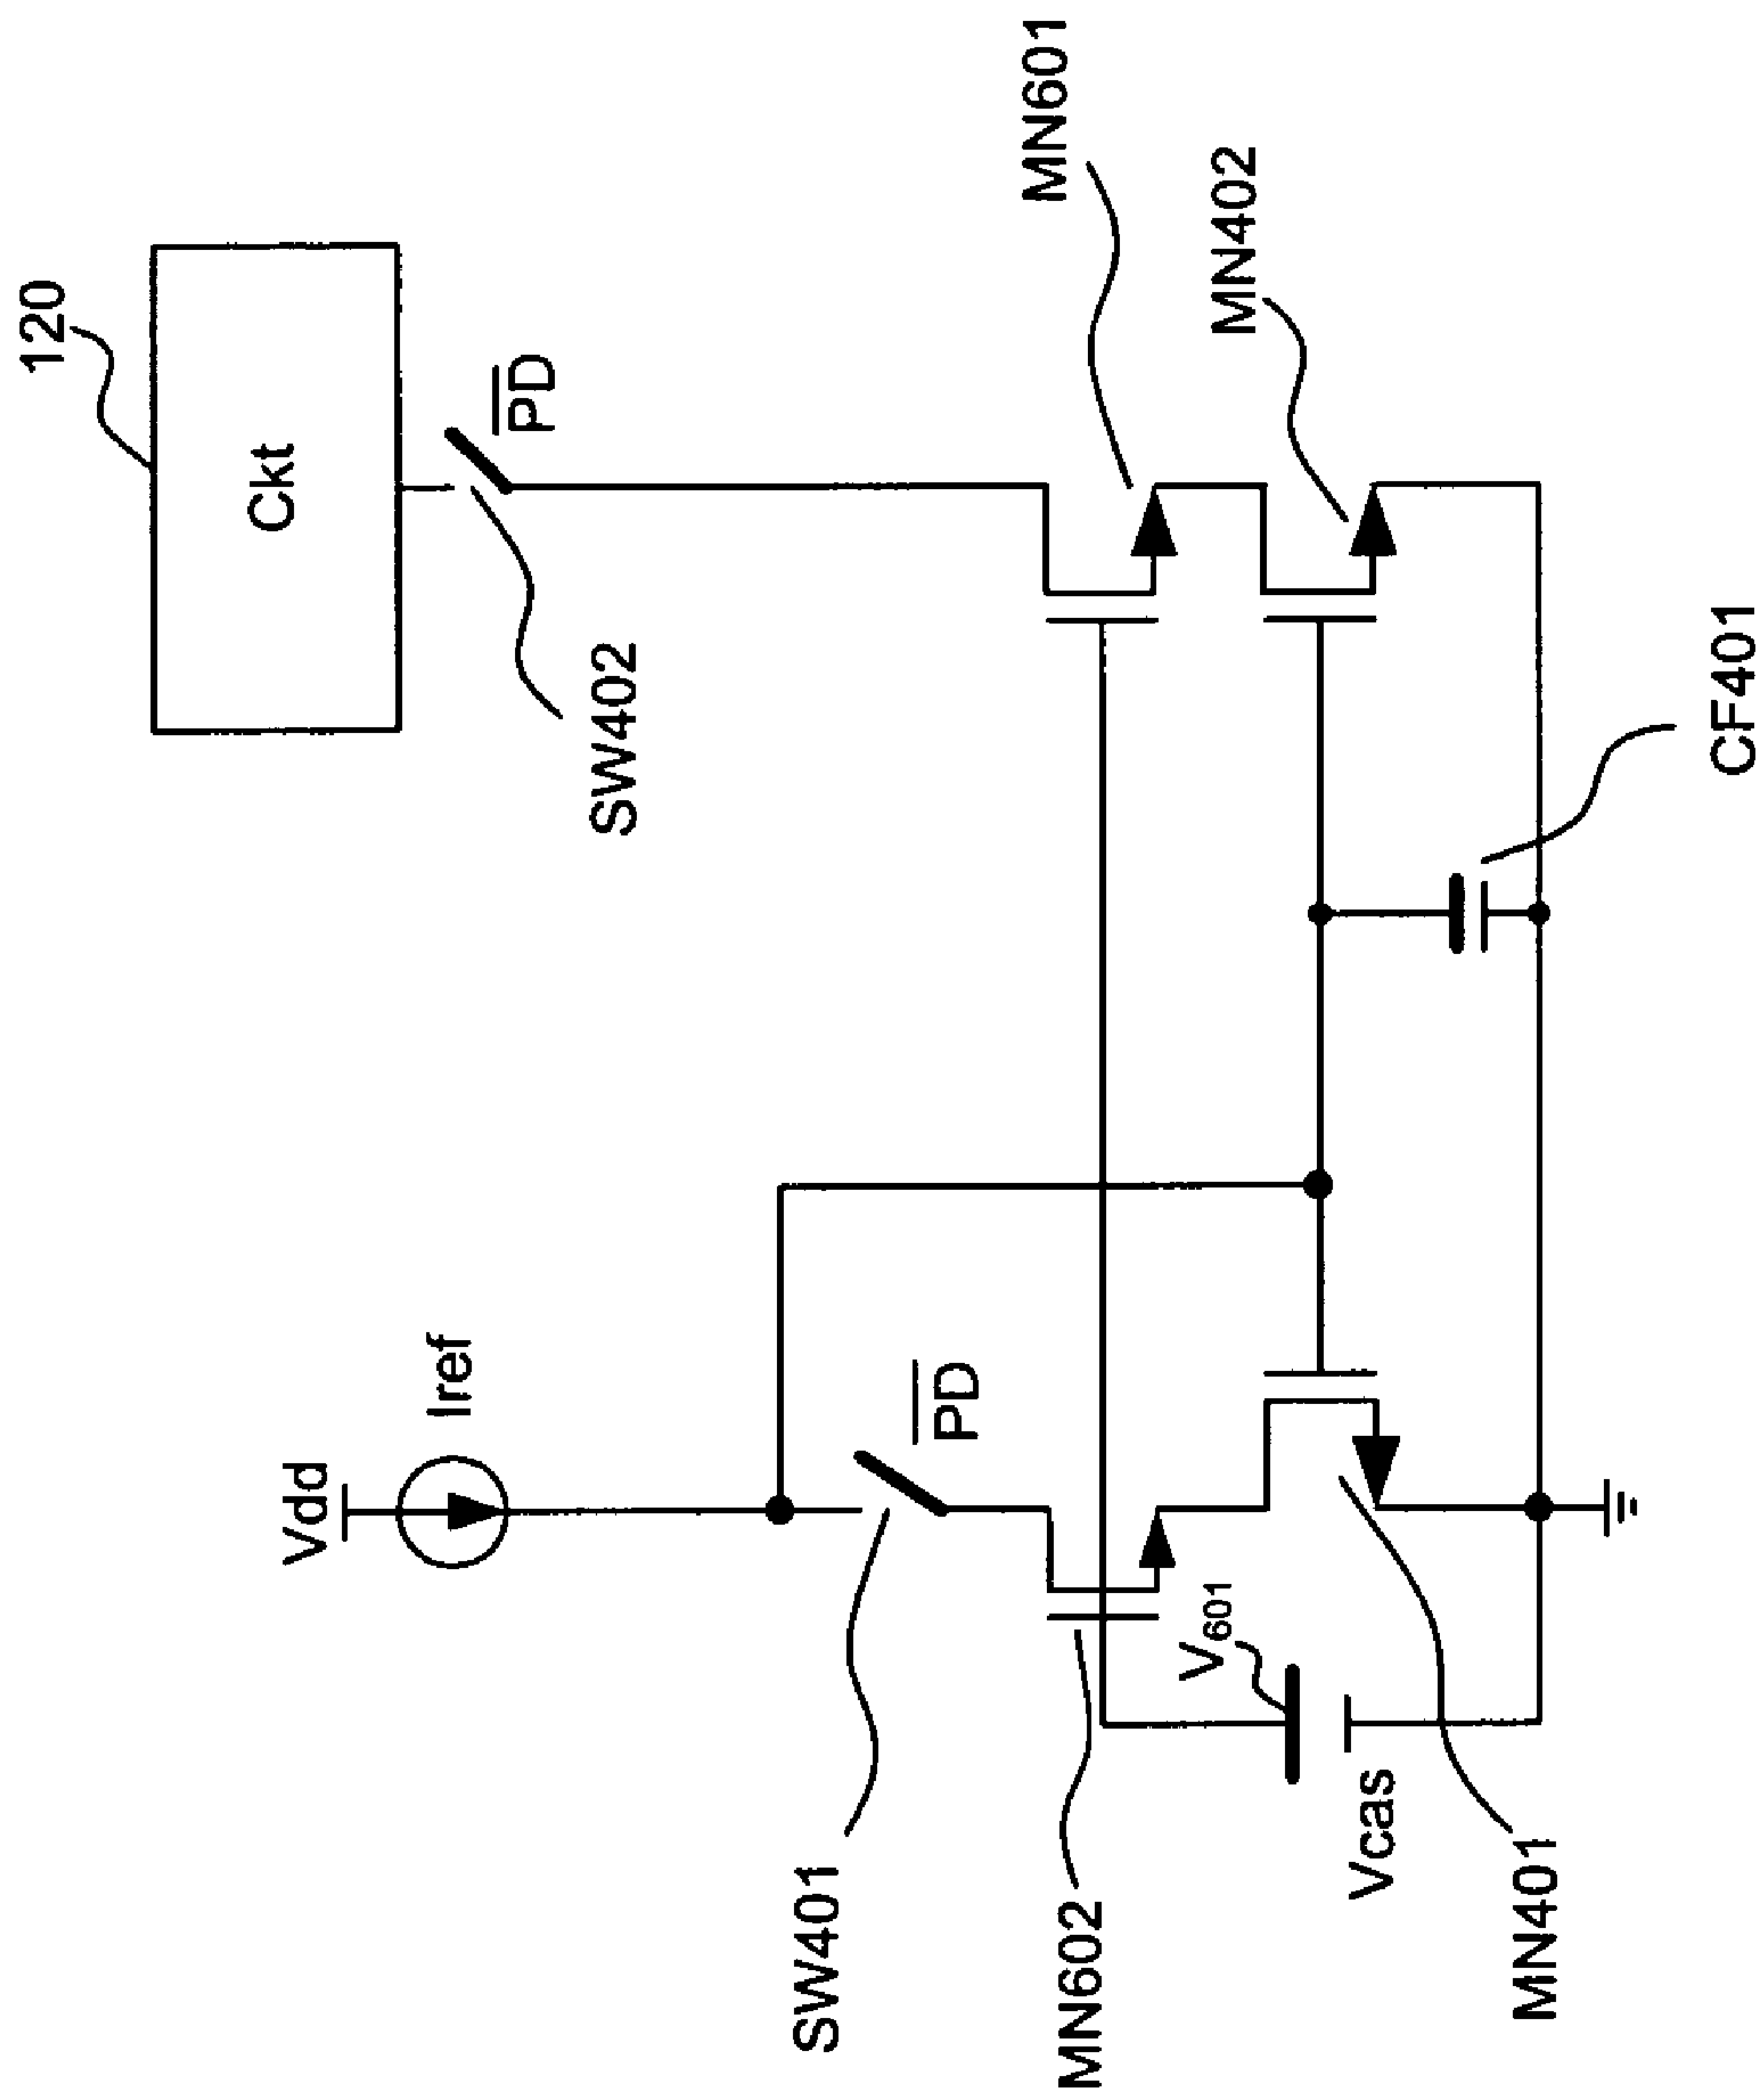 120
Ckt
PD
SW402
MN601
MN402
CF401
Vdd
Iref
PD
SW401
MN602
V601
Vcas
MN401